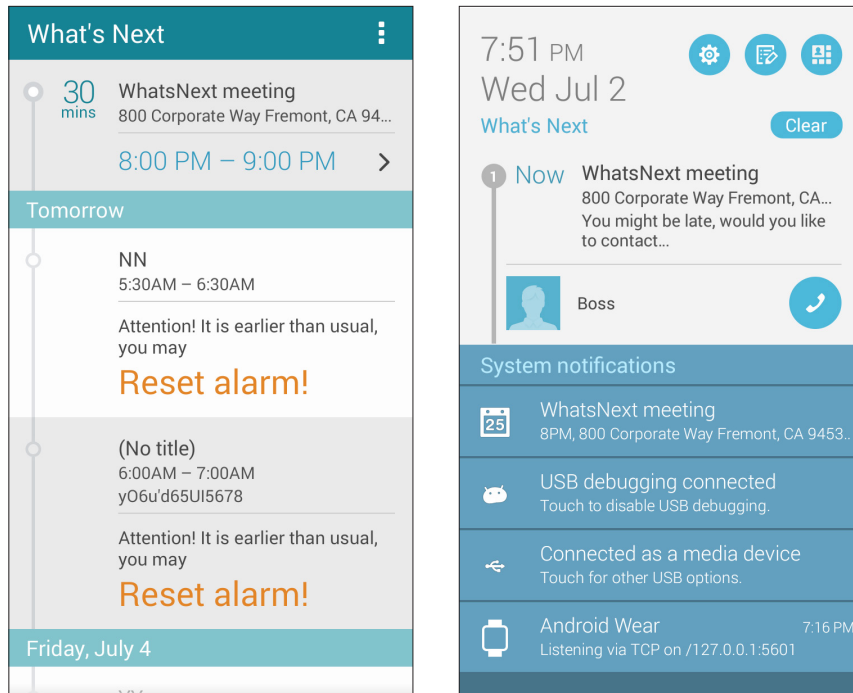 What's Next
30
mins
WhatsNext meeting
800 Corporate Way Fremont, CA 94...
8:00 PM – 9:00 PM
Tomorrow
NN
5:30AM – 6:30AM
Attention! It is earlier than usual,
you may
Reset alarm!
(No title)
6:00AM – 7:00AM
yO6u'd65UI5678
Attention! It is earlier than usual,
you may
Reset alarm!
Friday, July 4
7:51 PM
Wed Jul 2
What's Next
Clear
1
Now
WhatsNext meeting
800 Corporate Way Fremont, CA...
You might be late, would you like
to contact...
Boss
System notifications
25
WhatsNext meeting
8PM, 800 Corporate Way Fremont, CA 9453..
USB debugging connected
Touch to disable USB debugging.
Connected as a media device
Touch for other USB options.
Android Wear
7:16 PM
Listening via TCP on /127.0.0.1:5601